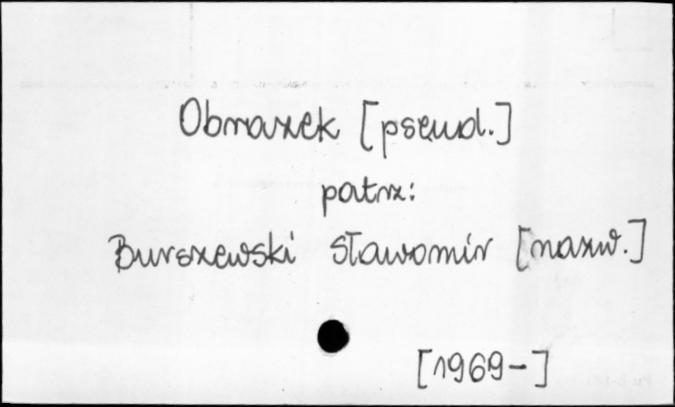 Obrazek [pseud.]
patrz:
Burszewski Sławomir [nazw.]
[1969- ]